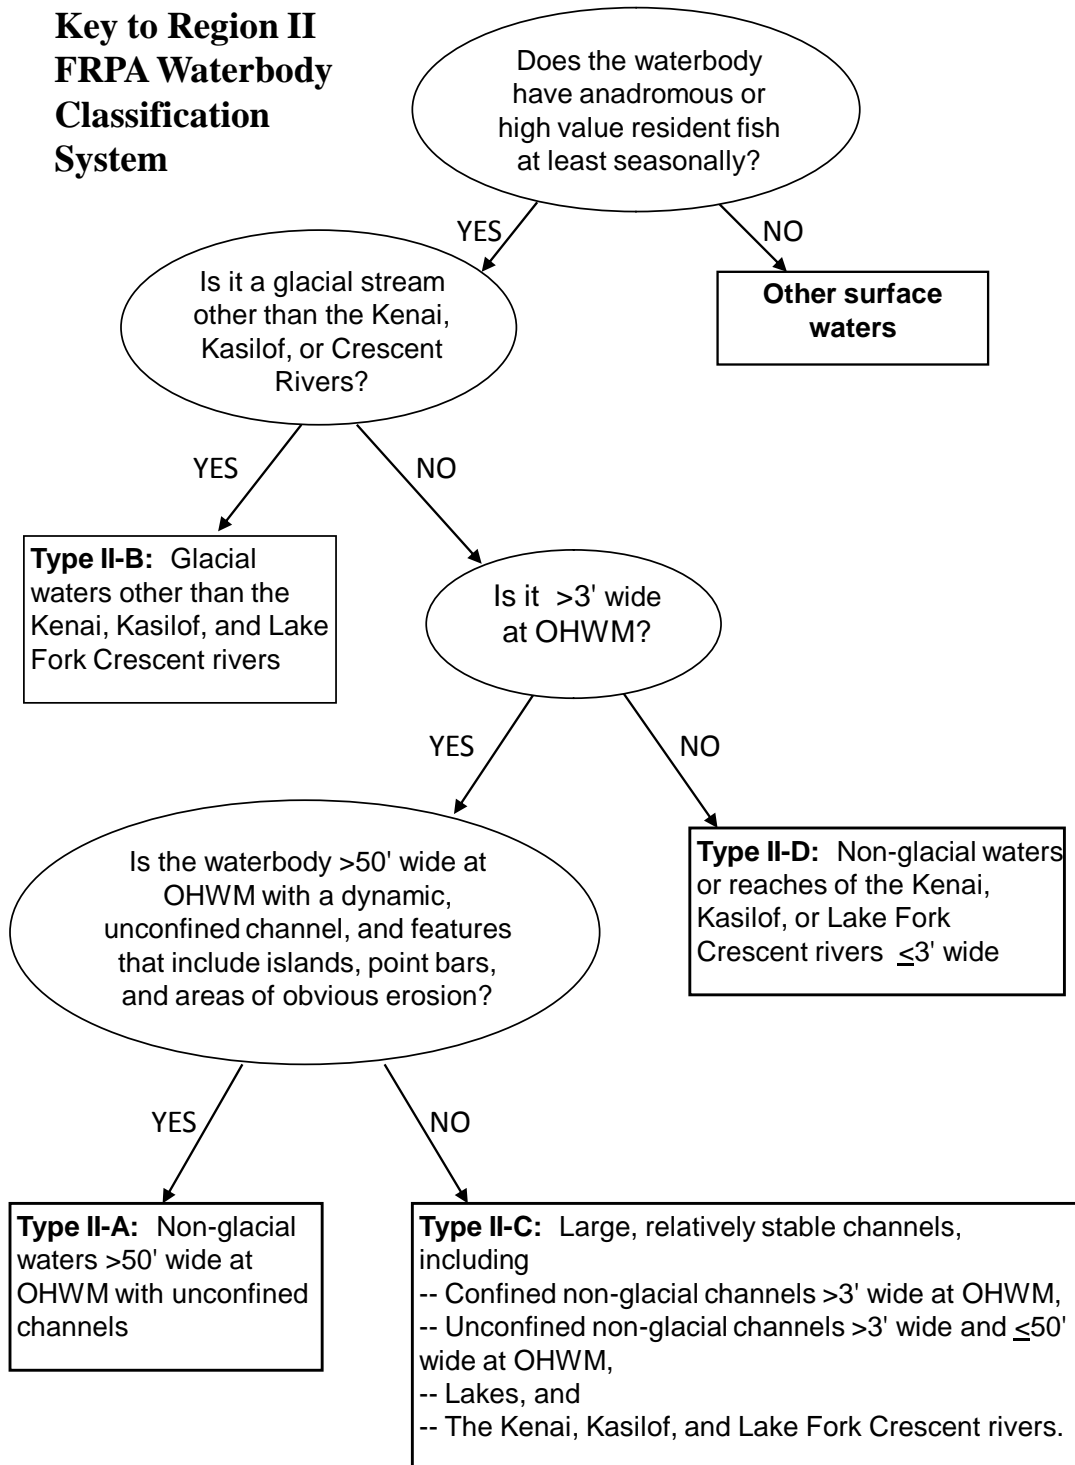 Key to Region II
FRPA Waterbody
Classification
System
Does the waterbody
have anadromous or
high value resident fish
at least seasonally?
YES
NO
Is it a glacial stream
other than the Kenai,
Kasilof, or Crescent
Rivers?
Other surface
waters
YES
NO
Type II-B: Glacial
waters other than the
Kenai, Kasilof, and Lake
Fork Crescent rivers
Is it >3' wide
at OHWM?
YES
NO
Is the waterbody >50' wide at
OHWM with a dynamic,
unconfined channel, and features
that include islands, point bars,
and areas of obvious erosion?
Type II-D: Non-glacial waters
or reaches of the Kenai,
Kasilof, or Lake Fork
Crescent rivers ≤3' wide
YES
NO
Type II-A: Non-glacial
waters >50' wide at
OHWM with unconfined
channels
Type II-C: Large, relatively stable channels,
including
-- Confined non-glacial channels >3' wide at OHWM,
-- Unconfined non-glacial channels >3' wide and ≤50'
wide at OHWM,
-- Lakes, and
-- The Kenai, Kasilof, and Lake Fork Crescent rivers.